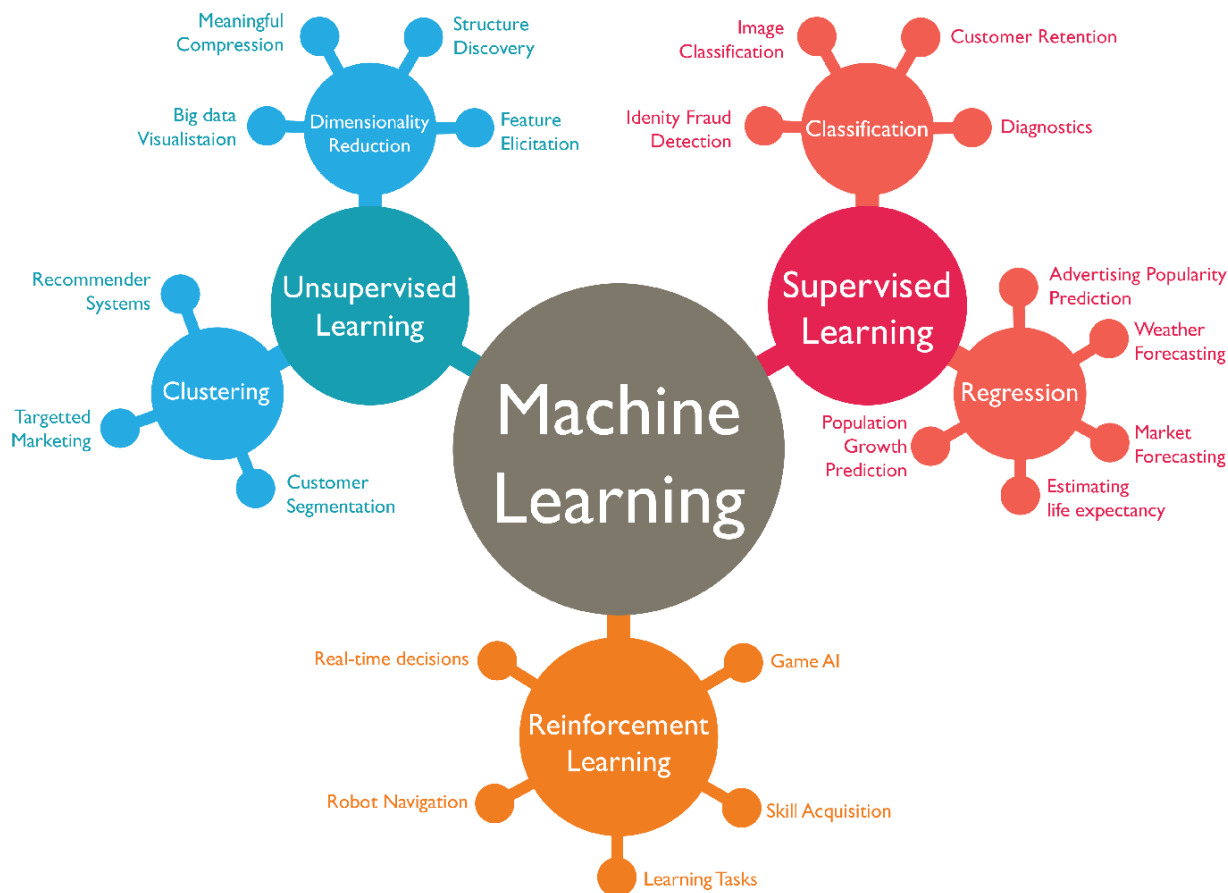 Meaningful
Compression
Structure
Discovery
Big data
Visualistaion
Dimensionality
Reduction
Feature
Elicitation
Unsupervised
Learning
Recommender
Systems
Clustering
Targetted
Marketing
Customer
Segmentation
Machine
Learning
Image
Classification
Customer Retention
Idenity Fraud
Detection
Classification
Diagnostics
Supervised
Learning
Advertising Popularity
Prediction
Weather
Forecasting
Regression
Population
Growth
Prediction
Market
Forecasting
Estimating
life expectancy
Real-time decisions
Game AI
Reinforcement
Learning
Robot Navigation
Skill Acquisition
Learning Tasks